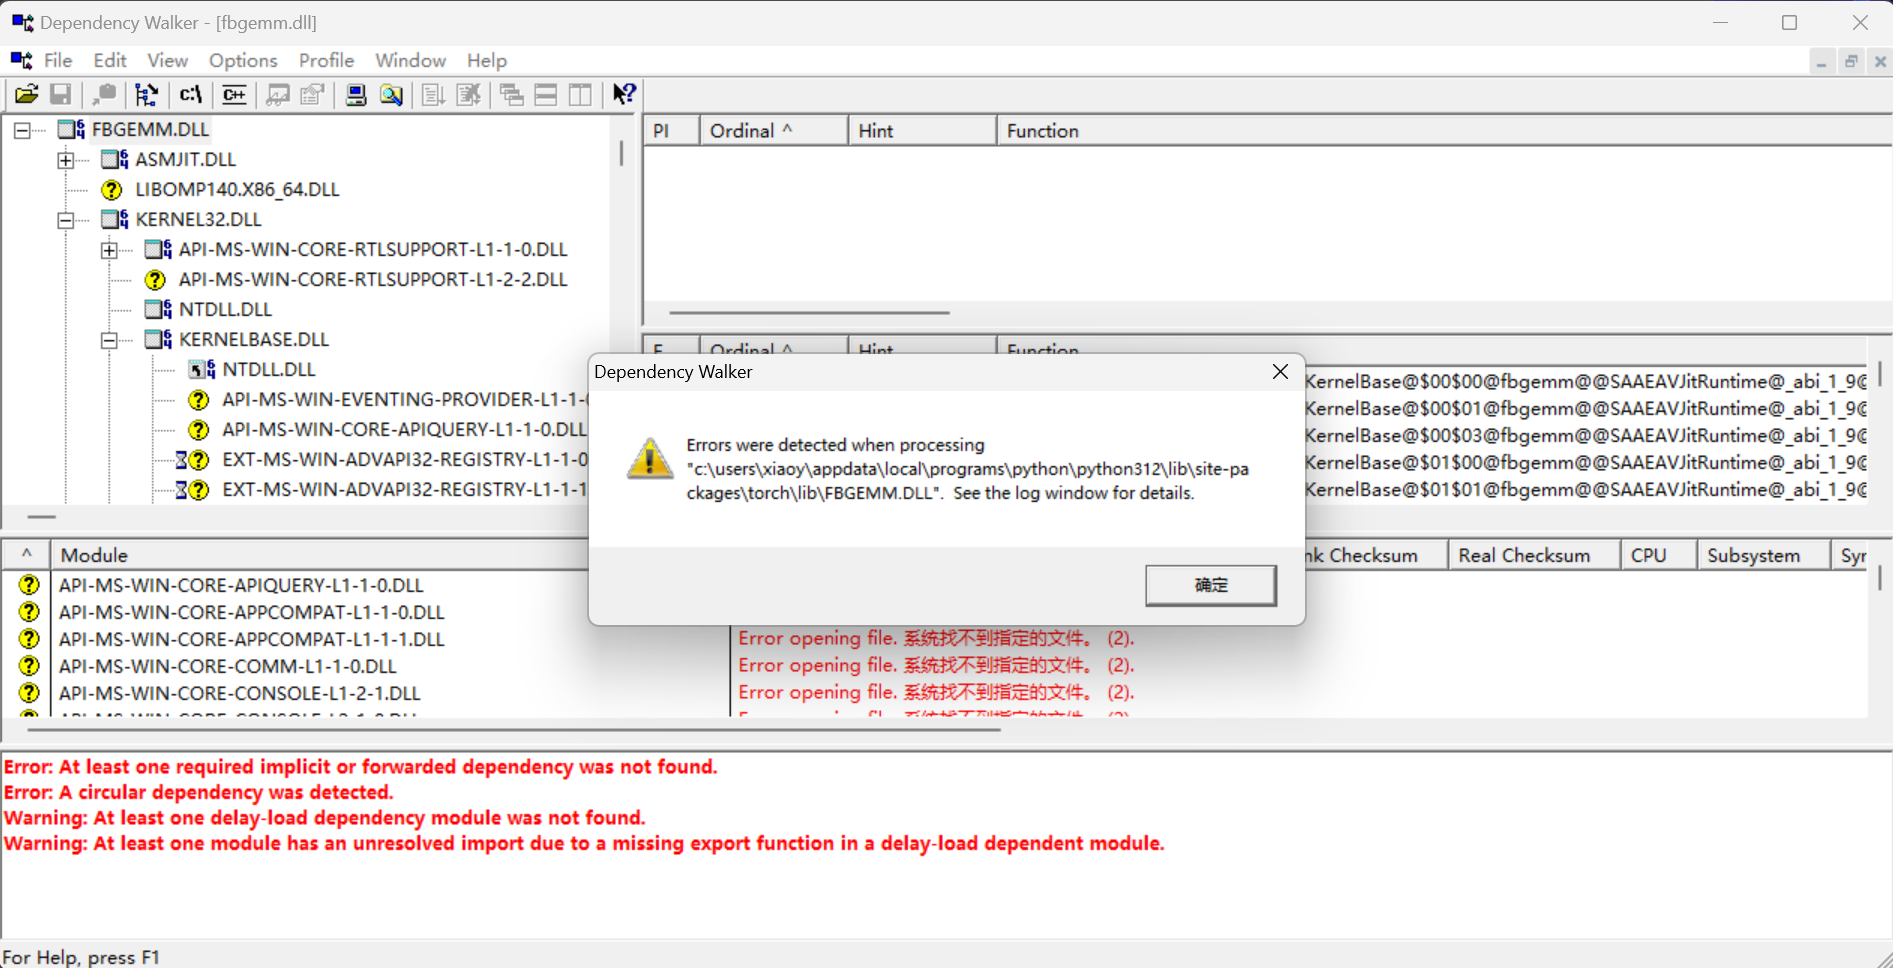 Dependency Walker - [fbgemm.dll]
File Edit View Options Profile Window Help
c:\ C++
FBGEMM.DLL
ASMJIT.DLL
LIBOMP140.X86_64.DLL
KERNEL32.DLL
API-MS-WIN-CORE-RTLSUPPORT-L1-1-0.DLL
API-MS-WIN-CORE-RTLSUPPORT-L1-2-2.DLL
NTDLL.DLL
KERNELBASE.DLL
NTDLL.DLL
API-MS-WIN-EVENTING-PROVIDER-L1-1-
API-MS-WIN-CORE-APIQUERY-L1-1-0.DLL
EXT-MS-WIN-ADVAPI32-REGISTRY-L1-1-0
EXT-MS-WIN-ADVAPI32-REGISTRY-L1-1-1
PI Ordinal ^ Hint Function
E Ordinal ^ Hint Function
KernelBase@$00$00@fbgemm@@SAAEAVJitRuntime@_abi_1_9@
KernelBase@$00$01@fbgemm@@SAAEAVJitRuntime@_abi_1_9@
KernelBase@$00$03@fbgemm@@SAAEAVJitRuntime@_abi_1_9@
KernelBase@$01$00@fbgemm@@SAAEAVJitRuntime@_abi_1_9@
KernelBase@$01$01@fbgemm@@SAAEAVJitRuntime@_abi_1_9@
Dependency Walker
Errors were detected when processing
"c:\users\xiaoy\appdata\local\programs\python\python312\lib\site-pa
ckages\torch\lib\FBGEMM.DLL".  See the log window for details.
确定
^ Module nk Checksum Real Checksum CPU Subsystem Syr
API-MS-WIN-CORE-APIQUERY-L1-1-0.DLL
API-MS-WIN-CORE-APPCOMPAT-L1-1-0.DLL
API-MS-WIN-CORE-APPCOMPAT-L1-1-1.DLL Error opening file. 系统找不到指定的文件。 (2).
API-MS-WIN-CORE-COMM-L1-1-0.DLL Error opening file. 系统找不到指定的文件。 (2).
API-MS-WIN-CORE-CONSOLE-L1-2-1.DLL Error opening file. 系统找不到指定的文件。 (2).
Error: At least one required implicit or forwarded dependency was not found.
Error: A circular dependency was detected.
Warning: At least one delay-load dependency module was not found.
Warning: At least one module has an unresolved import due to a missing export function in a delay-load dependent module.
For Help, press F1